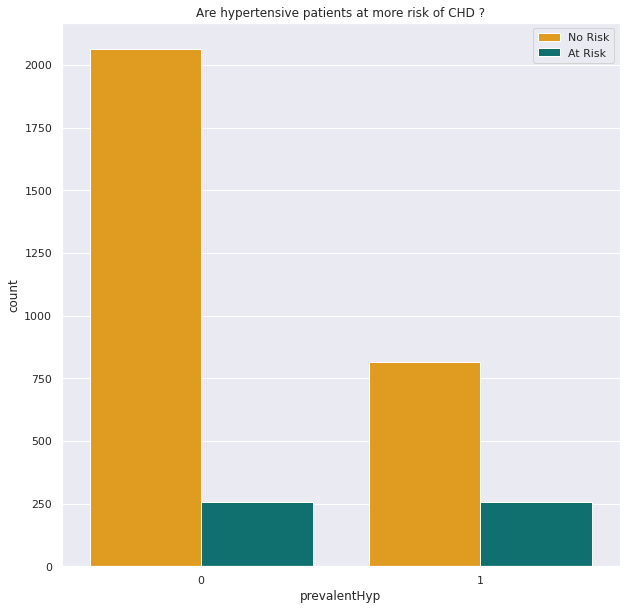 Are hypertensive patients at more risk of CHD ?
No Risk
At Risk
2000
1750
1500
1250
1000
750
500
250
0
count
0 1
prevalentHyp